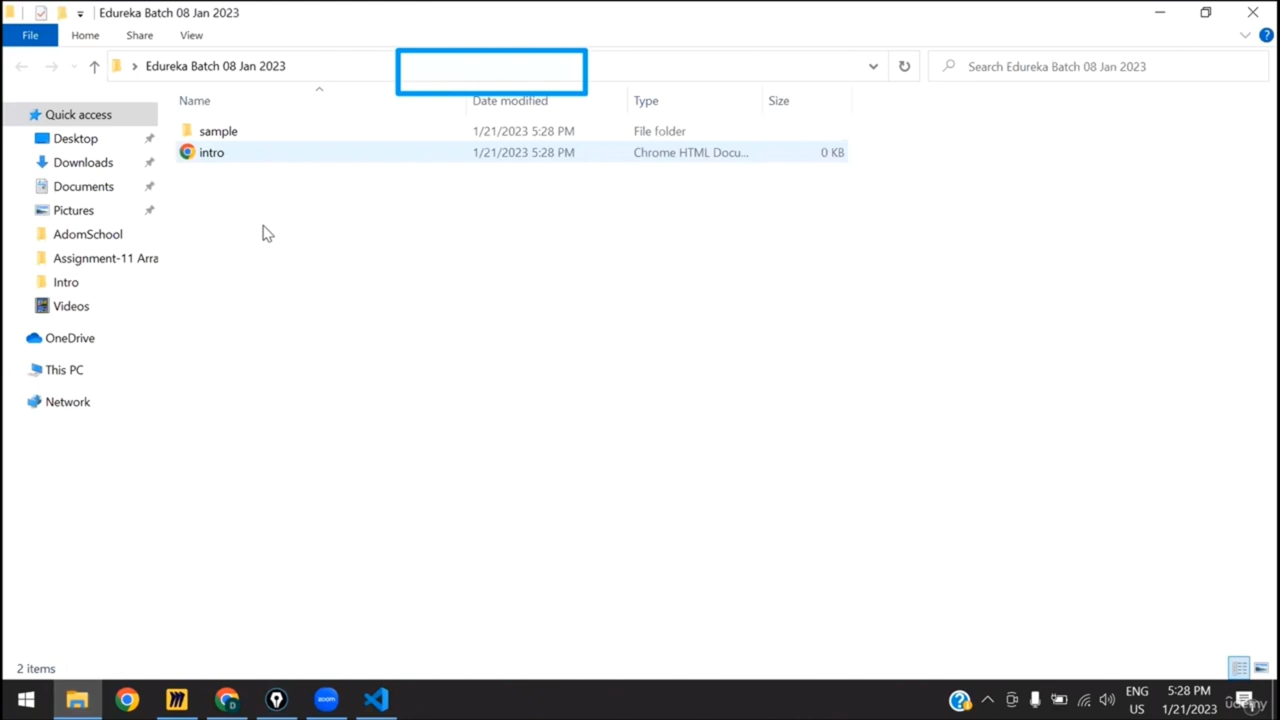 Edureka Batch 08 Jan 2023
File Home Share View
Edureka Batch 08 Jan 2023
Search Edureka Batch 08 Jan 2023
Name Date modified Type Size
Quick access
sample 1/21/2023 5:28 PM File folder
Desktop
intro 1/21/2023 5:28 PM Chrome HTML Docu... 0 KB
Downloads
Documents
Pictures
AdomSchool
Assignment-11 Arra
Intro
Videos
OneDrive
This PC
Network
2 items
zoom
ENG
US
5:28 PM
1/21/2023
udemy